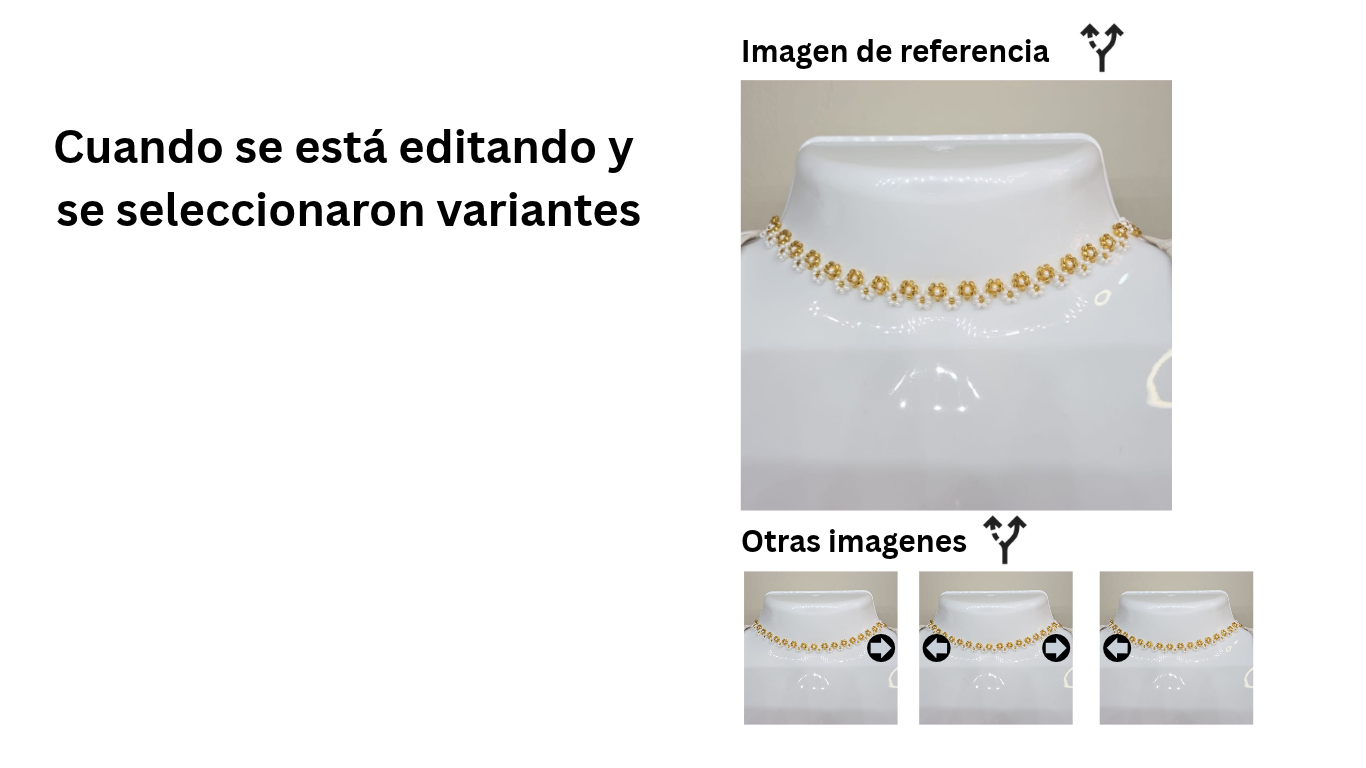 Cuando se está editando y
se seleccionaron variantes
Imagen de referencia
Otras imagenes